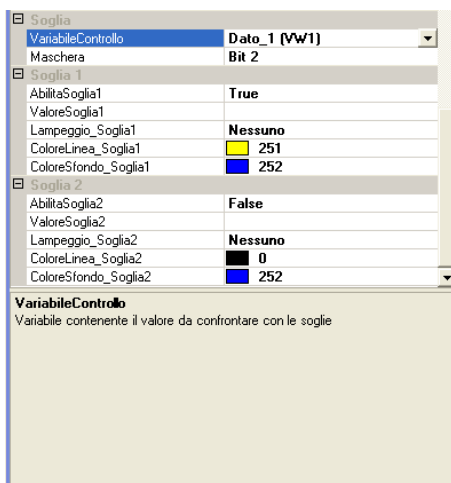 Soglia
VariabileControllo Dato_1 (VW1)
Maschera Bit 2
Soglia 1
AbilitaSoglia1 True
ValoreSoglia1
Lampeggio_Soglia1 Nessuno
ColoreLinea_Soglia1 251
ColoreSfondo_Soglia1 252
Soglia 2
AbilitaSoglia2 False
ValoreSoglia2
Lampeggio_Soglia2 Nessuno
ColoreLinea_Soglia2 0
ColoreSfondo_Soglia2 252
VariabileControllo
Variabile contenente il valore da confrontare con le soglie